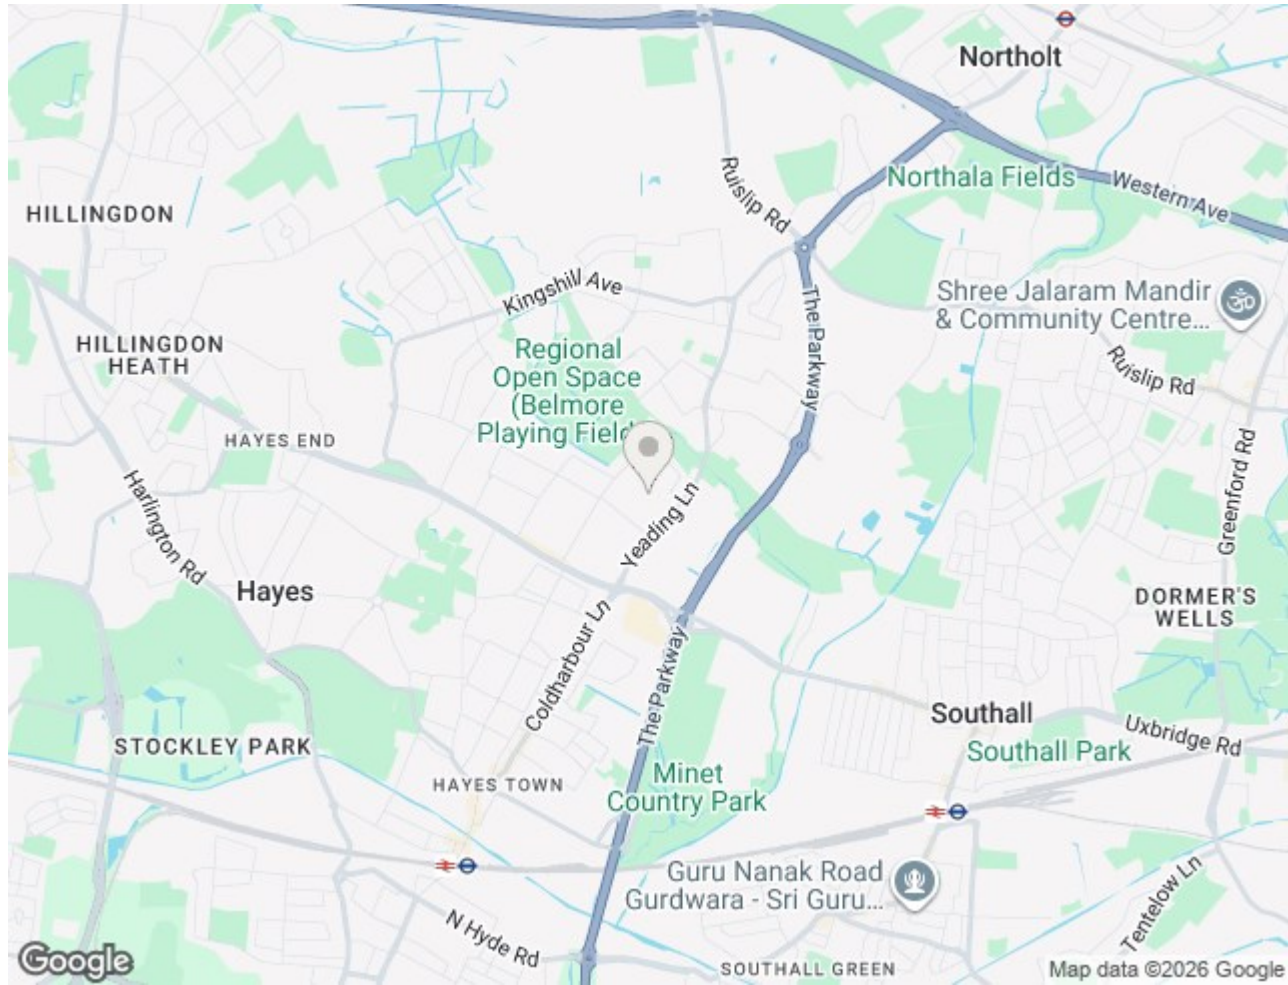 Northolt
Ruislip Rd
Northala Fields
Western Ave
HILLINGDON
Kingshill Ave
Shree Jalaram Mandir
& Community Centre...
The Parkway
HILLINGDON
HEATH
Regional
Open Space
(Belmore
Playing Field
Ruislip Rd
HAYES END
Greenford Rd
Harlington Rd
Yeading Ln
Hayes
DORMER'S
WELLS
Coldharbour Ln
The Parkway
Southall
Uxbridge Rd
STOCKLEY PARK
Southall Park
HAYES TOWN
Minet
Country Park
Guru Nanak Road
Gurdwara - Sri Guru...
Tentelow Ln
N Hyde Rd
SOUTHALL GREEN
Google
Map data ©2026 Google